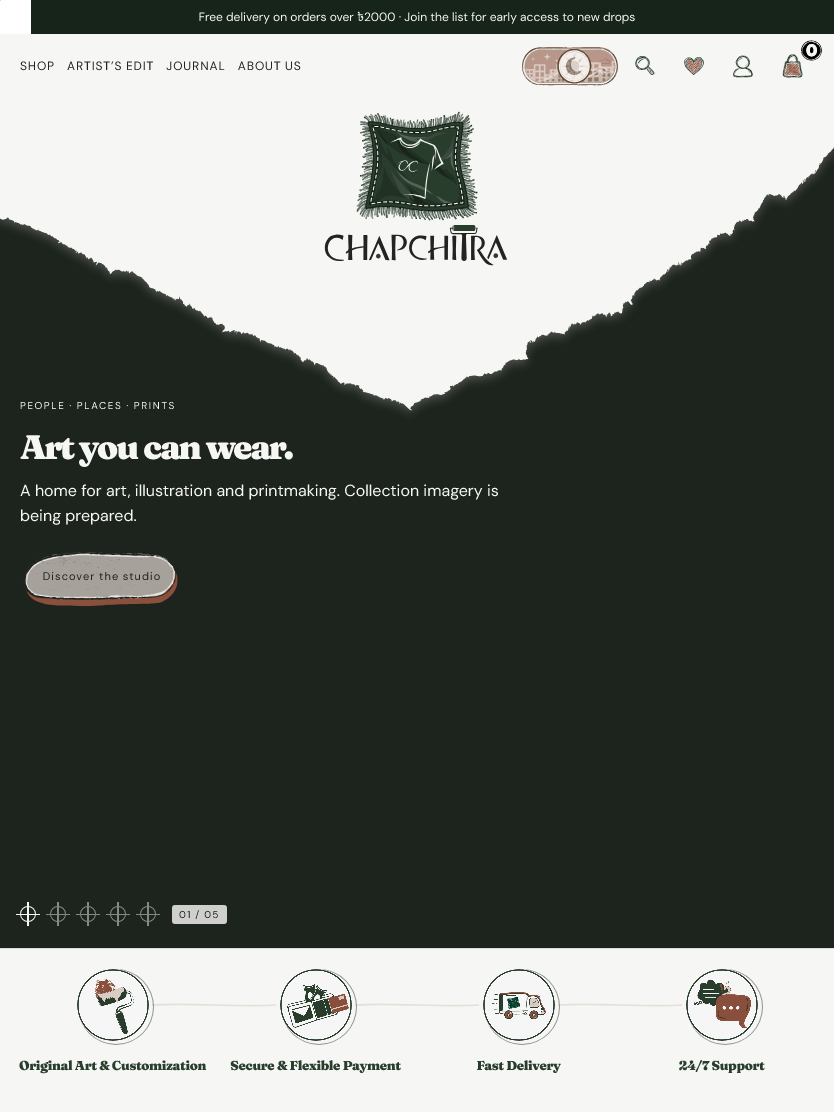 Free delivery on orders over ৳2000 · Join the list for early access to new drops
SHOP ARTIST’S EDIT JOURNAL ABOUT US
0
OC
CHAPCHITRA
PEOPLE · PLACES · PRINTS
Art you can wear.
A home for art, illustration and printmaking. Collection imagery is
being prepared.
Discover the studio
01 / 05
Original Art & Customization Secure & Flexible Payment Fast Delivery 24/7 Support